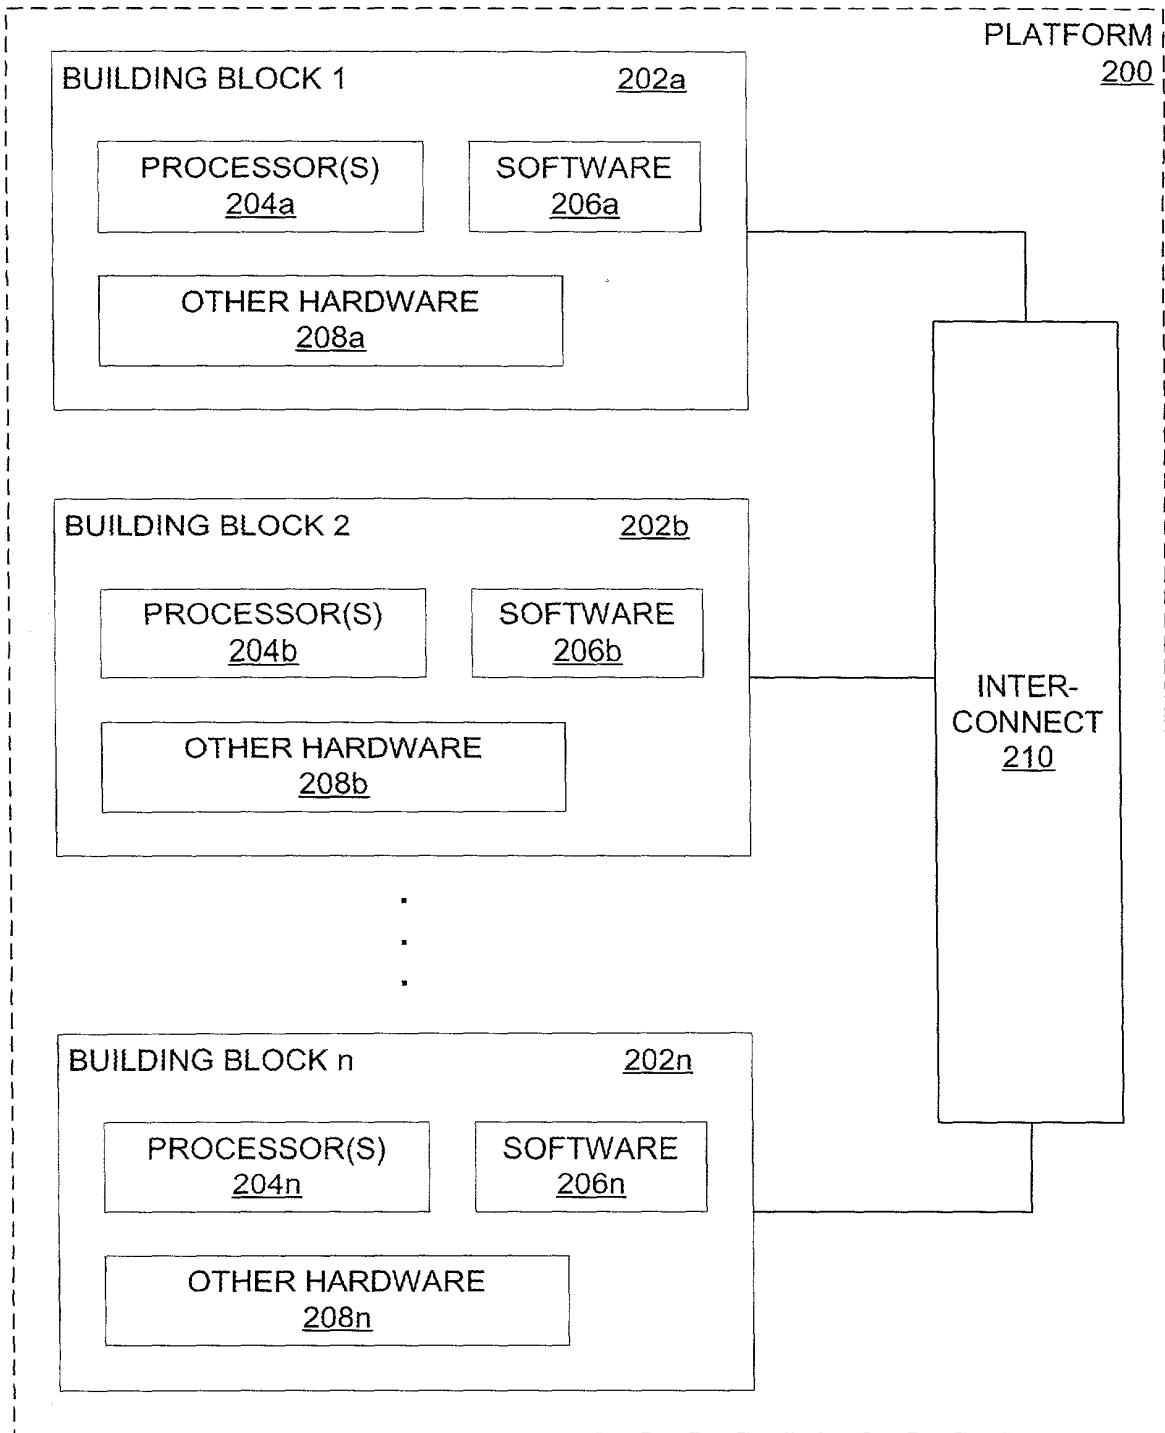 PLATFORM
200
BUILDING BLOCK 1 202a
PROCESSOR(S)
204a
SOFTWARE
206a
OTHER HARDWARE
208a
BUILDING BLOCK 2 202b
PROCESSOR(S)
204b
SOFTWARE
206b
OTHER HARDWARE
208b
INTER-
CONNECT
210
BUILDING BLOCK n 202n
PROCESSOR(S)
204n
SOFTWARE
206n
OTHER HARDWARE
208n